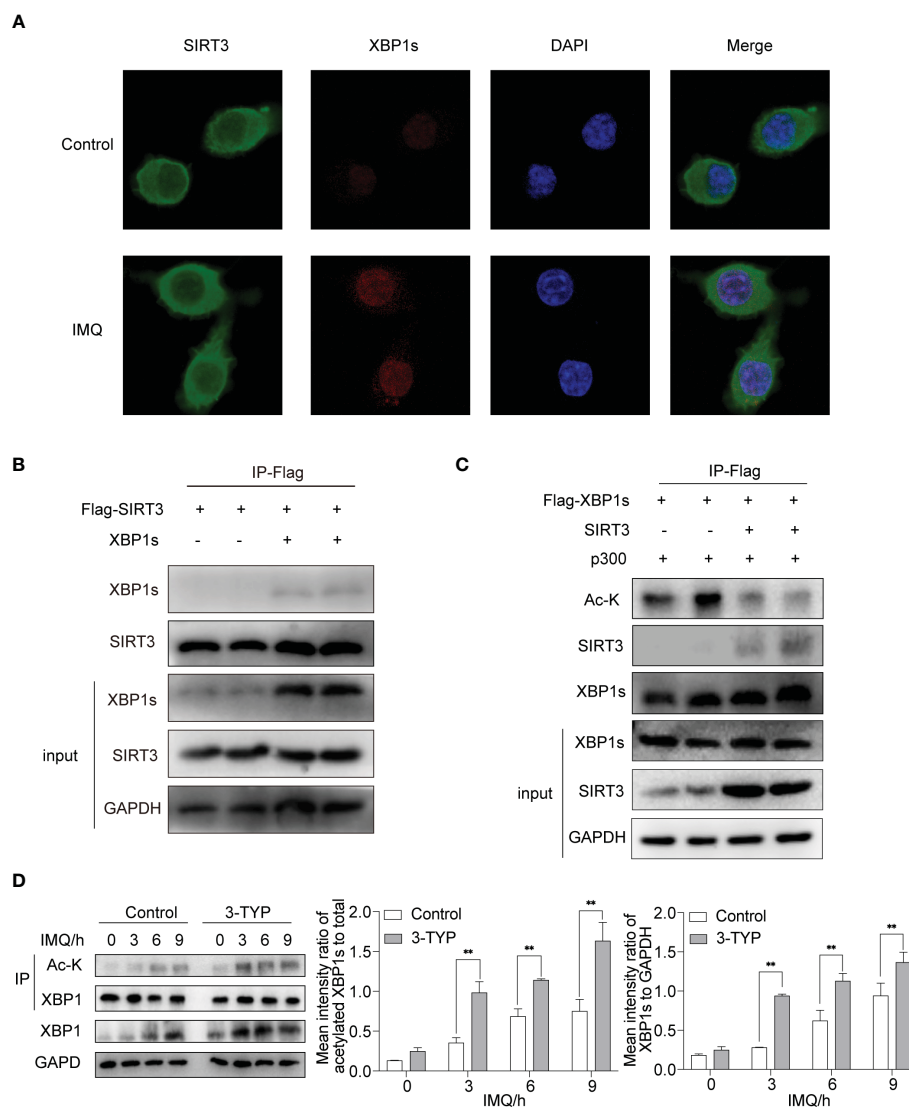 A
SIRT3 XBP1s DAPI Merge
Control
IMQ
B
IP-Flag
Flag-SIRT3 + + + +
XBP1s - - + +
XBP1s
SIRT3
input
XBP1s
SIRT3
GAPDH
C
IP-Flag
Flag-XBP1s + + + +
SIRT3 - - + +
p300 + + + +
Ac-K
SIRT3
XBP1s
input
XBP1s
SIRT3
GAPDH
D
Control 3-TYP
IMQ/h 0 3 6 9 0 3 6 9
IP
Ac-K
XBP1
XBP1
GAPD
Mean intensity ratio of
acetylated XBP1s to total
2.0
1.5
1.0
0.5
0.0
Control
3-TYP
** ** **
0 3 6 9
IMQ/h
Mean intensity ratio of
XBP1s to GAPDH
2.0
1.5
1.0
0.5
0.0
Control
3-TYP
** ** **
0 3 6 9
IMQ/h